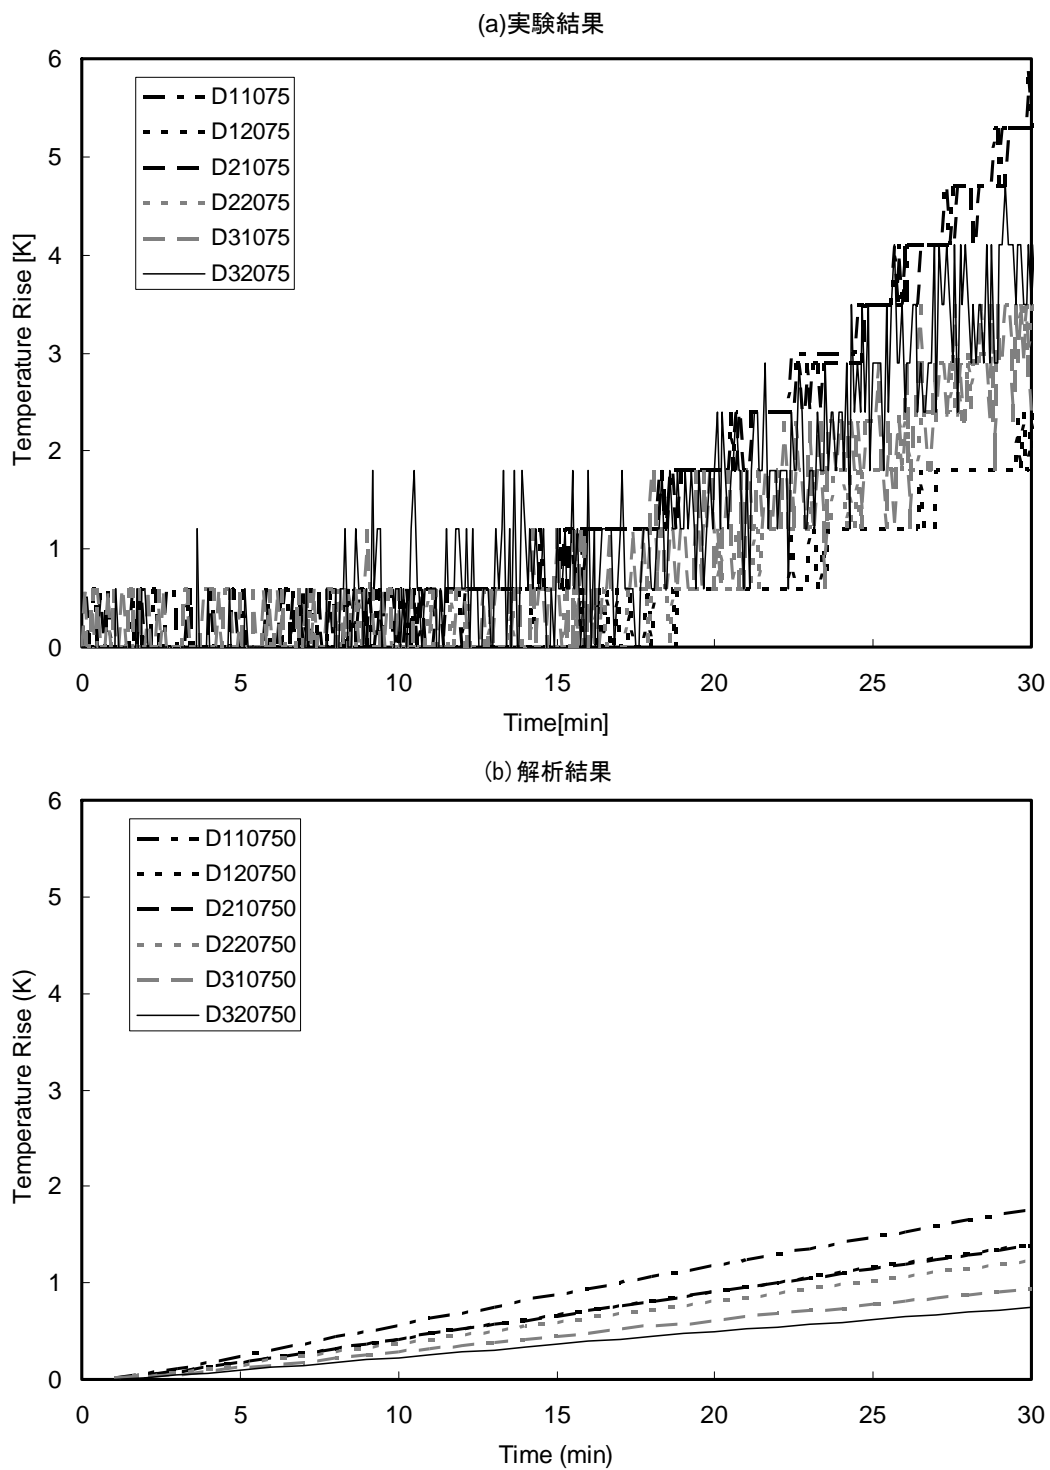 (a)実験結果
6
5
4
3
2
1
0
Temperature Rise [K]
D11075
D12075
D21075
D22075
D31075
D32075
0 5 10 15 20 25 30
Time[min]
(b)解析結果
6
5
4
3
2
1
0
Temperature Rise (K)
D110750
D120750
D210750
D220750
D310750
D320750
0 5 10 15 20 25 30
Time (min)